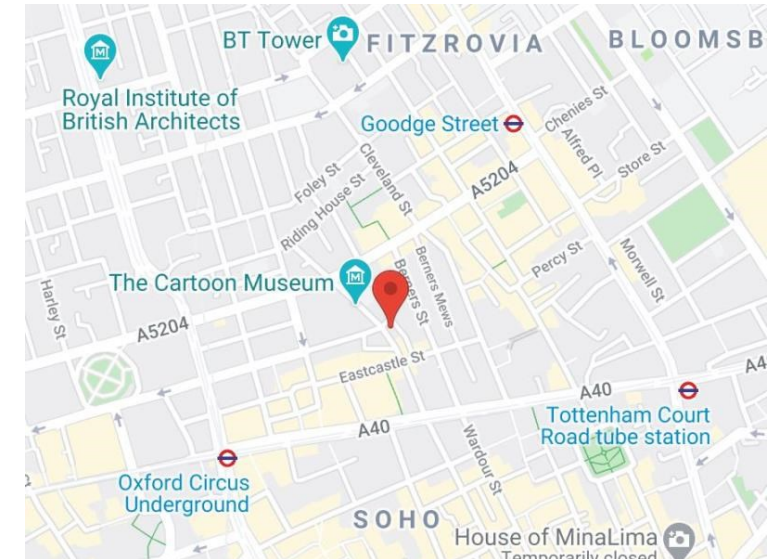 BT Tower
FITZROVIA
BLOOMSB
Royal Institute of
British Architects
Goodge Street
Chenies St
Alfred Pl
Store St
Cleveland St
Foley St
A5204
Riding House St
Berners Mews
Berners St
Percy St
Morwell St
The Cartoon Museum
Harley St
A5204
Eastcastle St
A4
A40
Tottenham Court
Road tube station
A40
Wardour St
Oxford Circus
Underground
SOHO
House of MinaLima
Temporarily closed